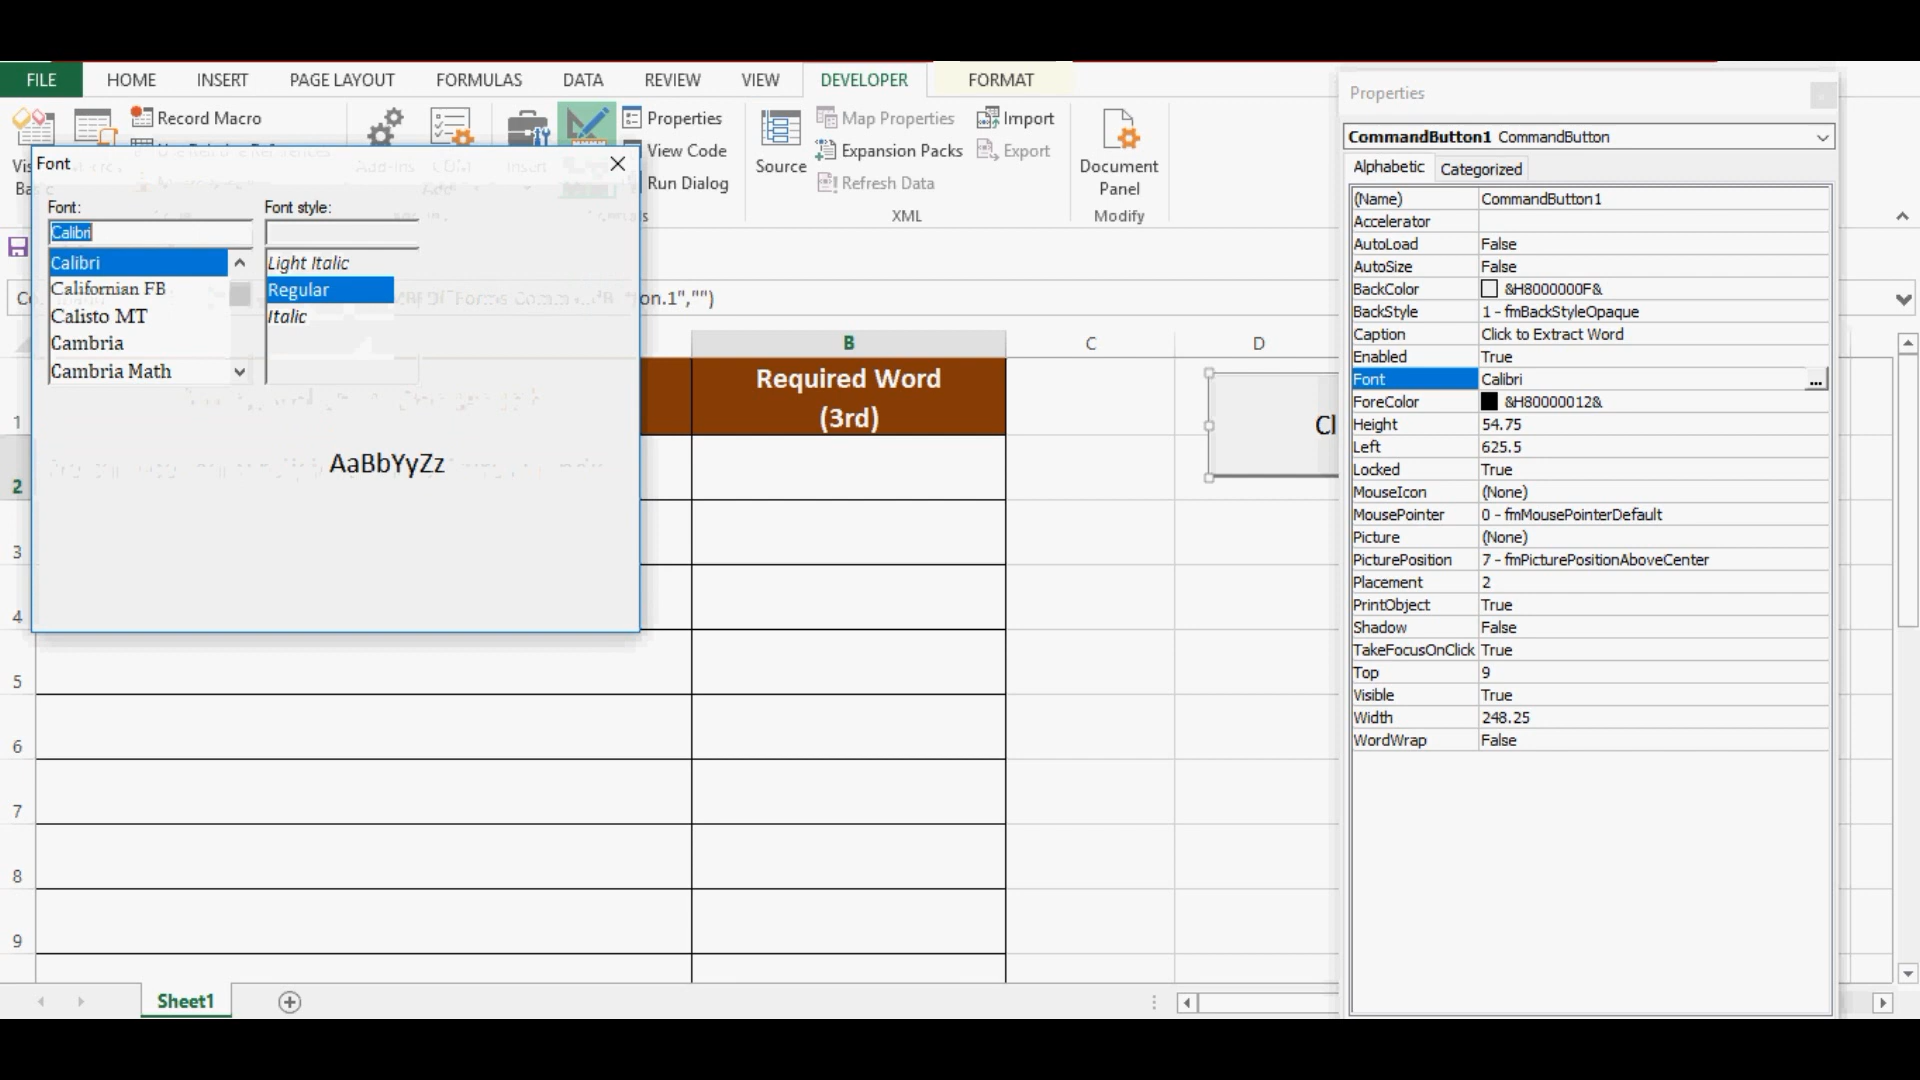 FILE HOME INSERT PAGE LAYOUT FORMULAS DATA REVIEW VIEW DEVELOPER FORMAT
Record Macro
Properties
View Code
Run Dialog
Source
Map Properties
Expansion Packs
Refresh Data
Import
Export
XML
Document
Panel
Modify
Font
Font:
Font style:
Calibri
Calibri
Californian FB
Calisto MT
Cambria
Cambria Math
Light Italic
Regular
Italic
AaBbYyZz
on.1","")
B C D
Required Word
(3rd)
1
2
3
4
5
6
7
8
9
Sheet1
Properties
CommandButton1 CommandButton
Alphabetic Categorized
(Name) CommandButton1
Accelerator
AutoLoad False
AutoSize False
BackColor &H8000000F&
BackStyle 1 - fmBackStyleOpaque
Caption Click to Extract Word
Enabled True
Font Calibri ...
ForeColor &H80000012&
Height 54.75
Left 625.5
Locked True
MouseIcon (None)
MousePointer 0 - fmMousePointerDefault
Picture (None)
PicturePosition 7 - fmPicturePositionAboveCenter
Placement 2
PrintObject True
Shadow False
TakeFocusOnClick True
Top 9
Visible True
Width 248.25
WordWrap False